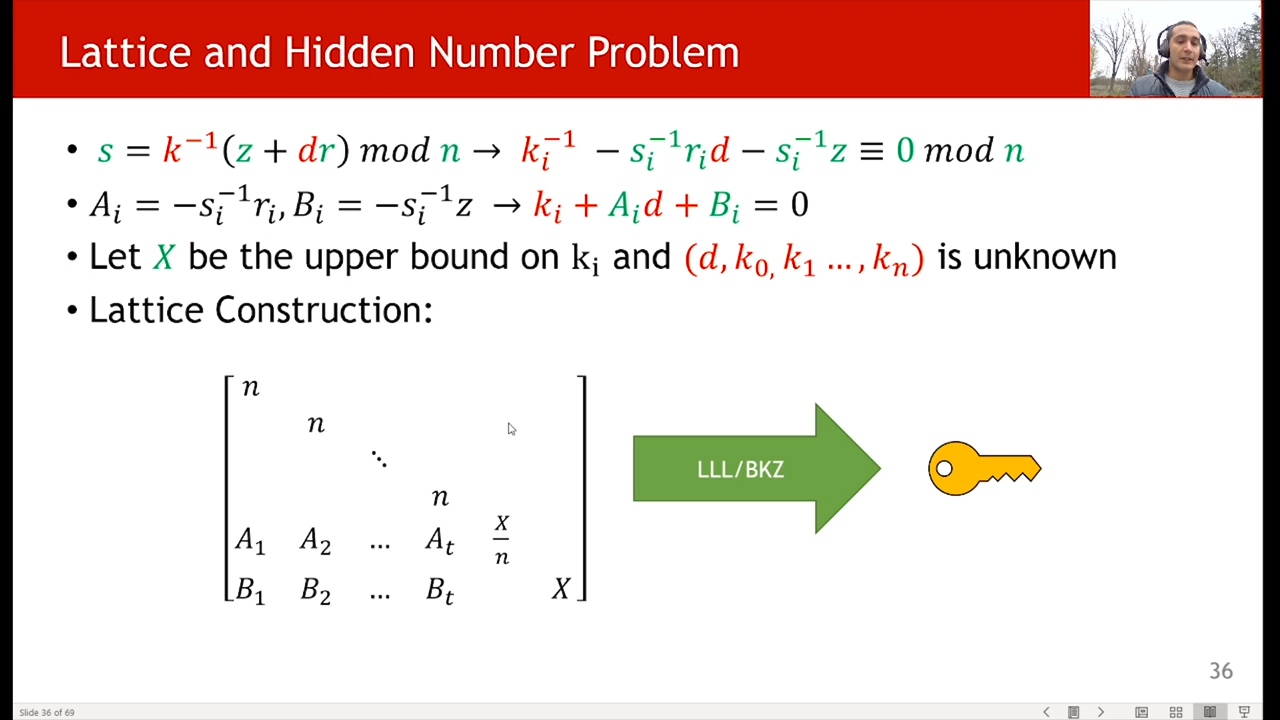 Lattice and Hidden Number Problem
• s = k⁻¹(z + dr) mod n → kᵢ⁻¹ − sᵢ⁻¹rᵢd − sᵢ⁻¹z ≡ 0 mod n
• Aᵢ = −sᵢ⁻¹rᵢ, Bᵢ = −sᵢ⁻¹z → kᵢ + Aᵢd + Bᵢ = 0
• Let X be the upper bound on kᵢ and (d, k₀, k₁ …, kₙ) is unknown
• Lattice Construction:
n
n
⋱
n
A₁ A₂ … Aₜ X/n
B₁ B₂ … Bₜ X
LLL/BKZ
36
Slide 36 of 69